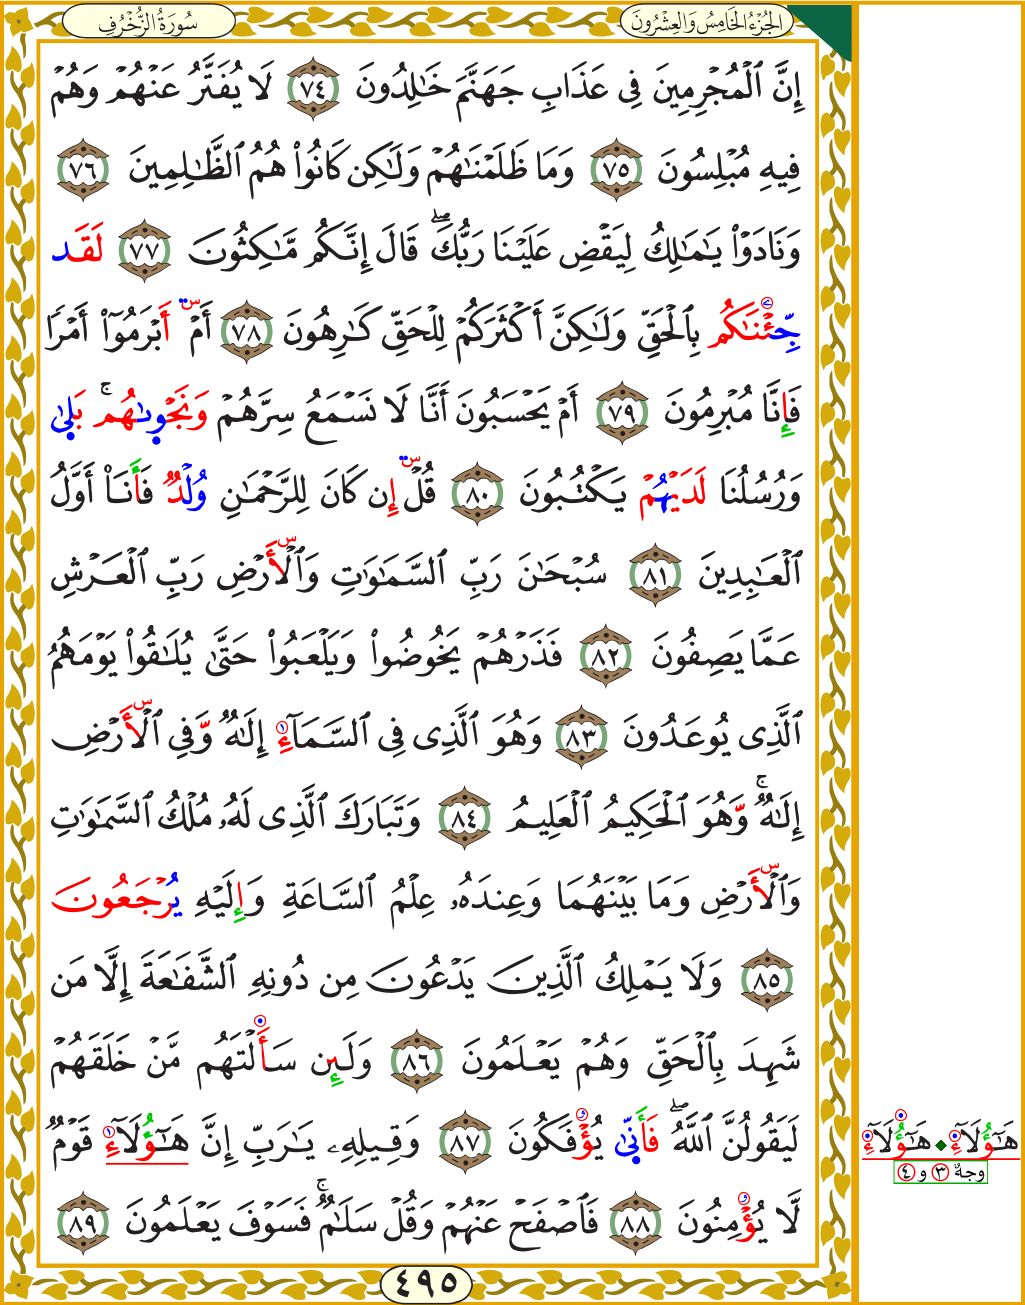 سُورَةُ الزُّخْرُفِ
الجُزْءُ الخَامِسُ وَالعِشْرُونَ
إِنَّ ٱلْمُجْرِمِينَ فِى عَذَابِ جَهَنَّمَ خَٰلِدُونَ ٧٤ لَا يُفَتَّرُ عَنْهُمْ وَهُمْ
فِيهِ مُبْلِسُونَ ٧٥ وَمَا ظَلَمْنَٰهُمْ وَلَٰكِن كَانُوا۟ هُمُ ٱلظَّٰلِمِينَ ٧٦
وَنَادَوْا۟ يَٰمَٰلِكُ لِيَقْضِ عَلَيْنَا رَبُّكَ ۖ قَالَ إِنَّكُم مَّٰكِثُونَ ٧٧ لَقَد
جِّئْنَٰكُم بِٱلْحَقِّ وَلَٰكِنَّ أَكْثَرَكُمْ لِلْحَقِّ كَٰرِهُونَ ٧٨ أَمْ أَبْرَمُوٓا۟ أَمْرًا
فَإِنَّا مُبْرِمُونَ ٧٩ أَمْ يَحْسَبُونَ أَنَّا لَا نَسْمَعُ سِرَّهُمْ وَنَجْوٜىٰهُم ۚ بَلٜىٰ
وَرُسُلُنَا لَدَيْهُمْ يَكْتُبُونَ ٨٠ قُلْ إِن كَانَ لِلرَّحْمَٰنِ وُلْدٌ فَأَنَا۠ أَوَّلُ
ٱلْعَٰبِدِينَ ٨١ سُبْحَٰنَ رَبِّ ٱلسَّمَٰوَٰتِ وَٱلْأَرْضِ رَبِّ ٱلْعَرْشِ
عَمَّا يَصِفُونَ ٨٢ فَذَرْهُمْ يَخُوضُوا۟ وَيَلْعَبُوا۟ حَتَّىٰ يُلَٰقُوا۟ يَوْمَهُمُ
ٱلَّذِى يُوعَدُونَ ٨٣ وَهُوَ ٱلَّذِى فِى ٱلسَّمَآءِ إِلَٰهٌ وَّفِى ٱلْأَرْضِ
إِلَٰهٌ ۚ وَّهُوَ ٱلْحَكِيمُ ٱلْعَلِيمُ ٨٤ وَتَبَارَكَ ٱلَّذِى لَهُۥ مُلْكُ ٱلسَّمَٰوَٰتِ
وَٱلْأَرْضِ وَمَا بَيْنَهُمَا وَعِندَهُۥ عِلْمُ ٱلسَّاعَةِ وَإِلَيْهِ يُرْجَعُونَ
٨٥ وَلَا يَمْلِكُ ٱلَّذِينَ يَدْعُونَ مِن دُونِهِ ٱلشَّفَٰعَةَ إِلَّا مَن
شَهِدَ بِٱلْحَقِّ وَهُمْ يَعْلَمُونَ ٨٦ وَلَئِن سَأَلْتَهُم مَّنْ خَلَقَهُمْ
لَيَقُولُنَّ ٱللَّهُ ۖ فَأَنّٜىٰ يُؤْفَكُونَ ٨٧ وَقِيلِهِۦ يَٰرَبِّ إِنَّ هَٰٓؤُلَآءِ قَوْمٌ
لَّا يُؤْمِنُونَ ٨٨ فَٱصْفَحْ عَنْهُمْ وَقُلْ سَلَٰمٌ ۚ فَسَوْفَ يَعْلَمُونَ ٨٩
هَٰٓؤُلَآءِ ◆ هَٰٓؤُلَآءِ
وجهٌ ٣ و ٤
٤٩٥